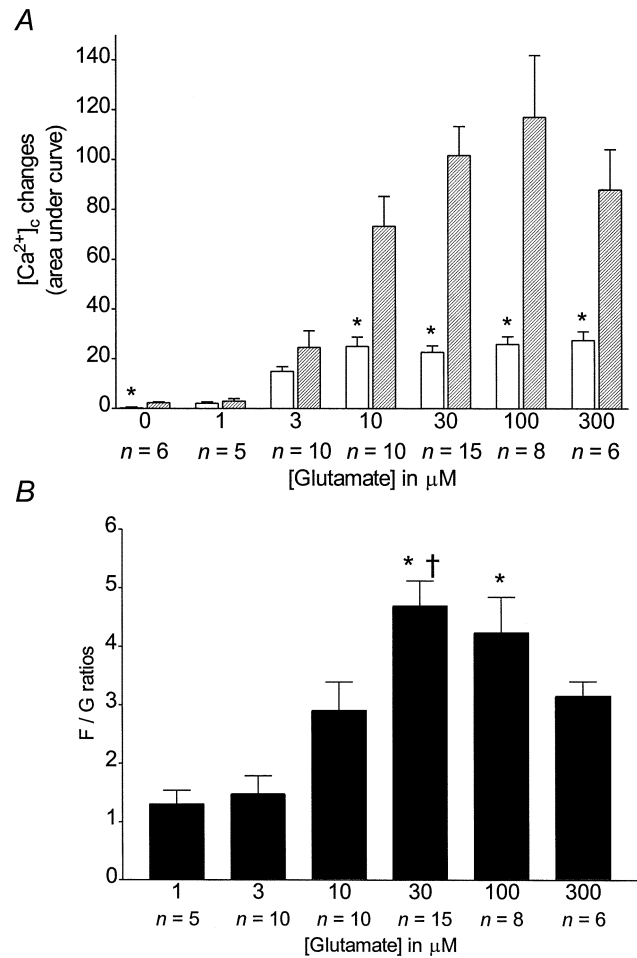 A
[Ca2+]c changes
(area under curve)
140
120
100
80
60
40
20
0
*
*
*
*
*
0 1 3 10 30 100 300
n = 6 n = 5 n = 10 n = 10 n = 15 n = 8 n = 6
[Glutamate] in μM
B
F / G ratios
6
5
4
3
2
1
0
* †
*
1 3 10 30 100 300
n = 5 n = 10 n = 10 n = 15 n = 8 n = 6
[Glutamate] in μM